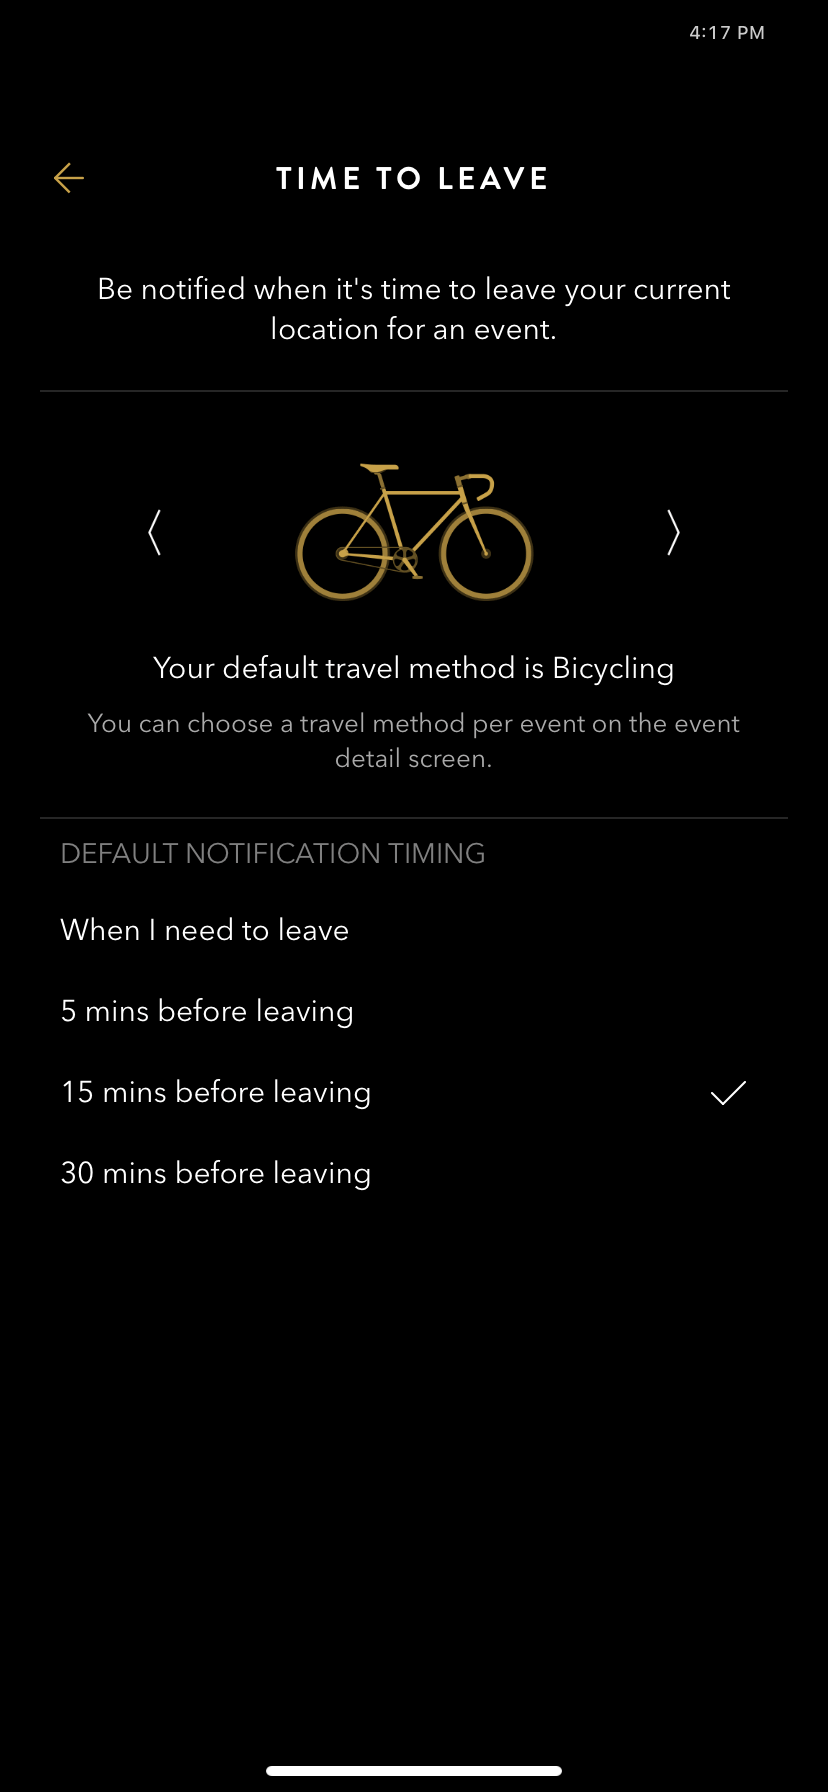 4:17 PM
TIME TO LEAVE
Be notified when it's time to leave your current
location for an event.
Your default travel method is Bicycling
You can choose a travel method per event on the event
detail screen.
DEFAULT NOTIFICATION TIMING
When I need to leave
5 mins before leaving
15 mins before leaving
30 mins before leaving